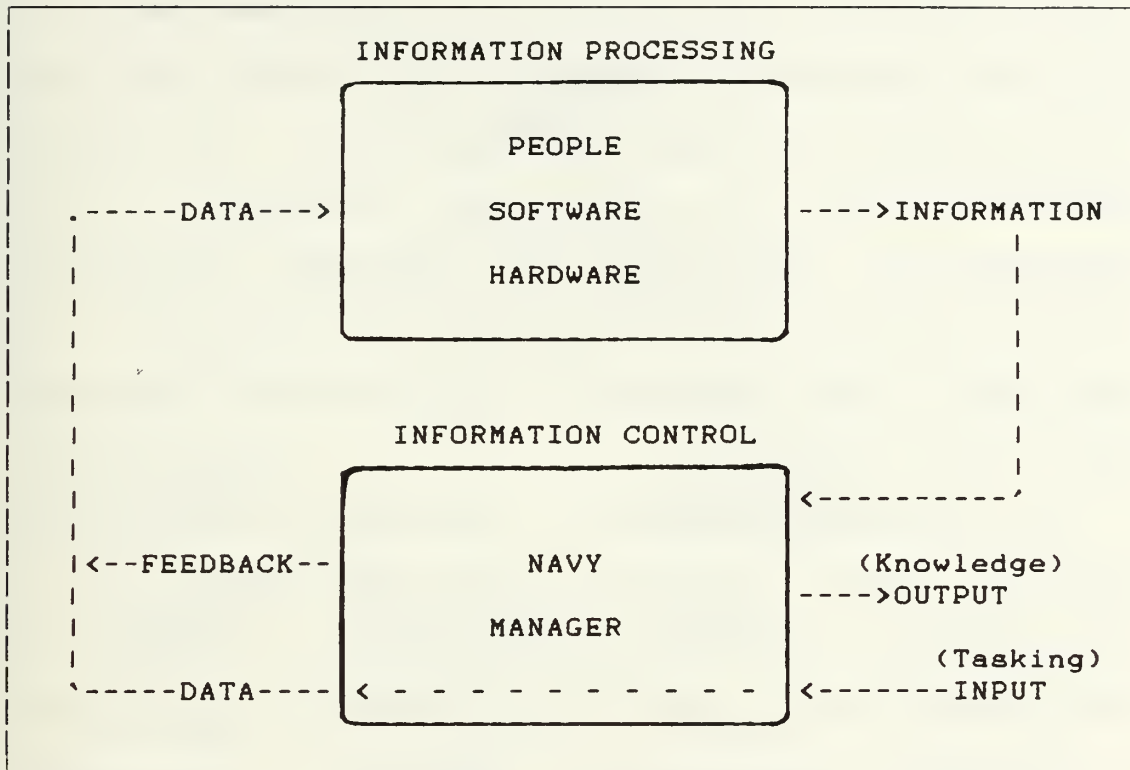 INFORMATION PROCESSING
PEOPLE
DATA
SOFTWARE
INFORMATION
HARDWARE
INFORMATION CONTROL
FEEDBACK
NAVY
(Knowledge)
OUTPUT
MANAGER
(Tasking)
DATA
INPUT